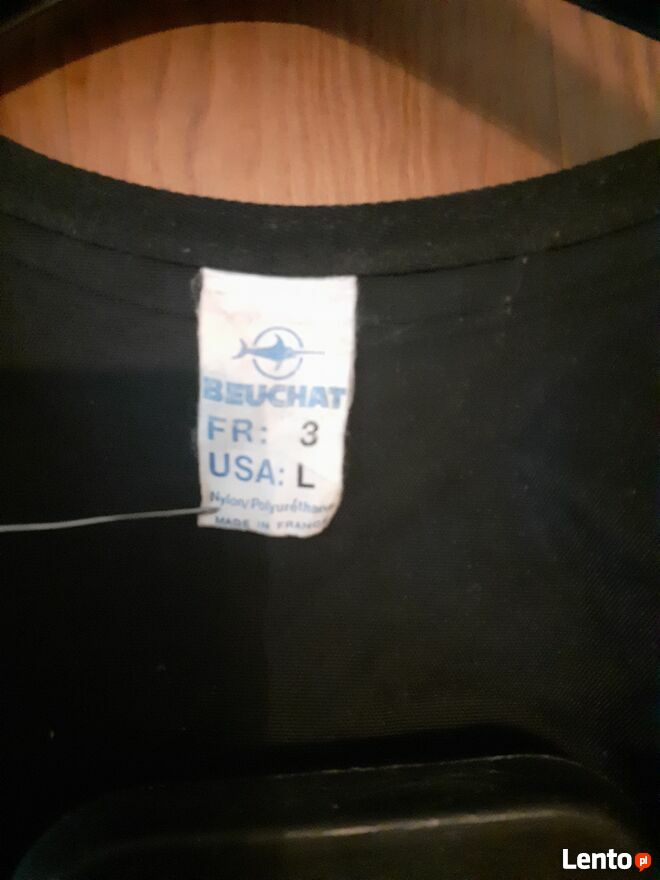 BEUCHAT
FR: 3
USA: L
Nylon/Polyuréthane
MADE IN FRANCE
Lento.pl